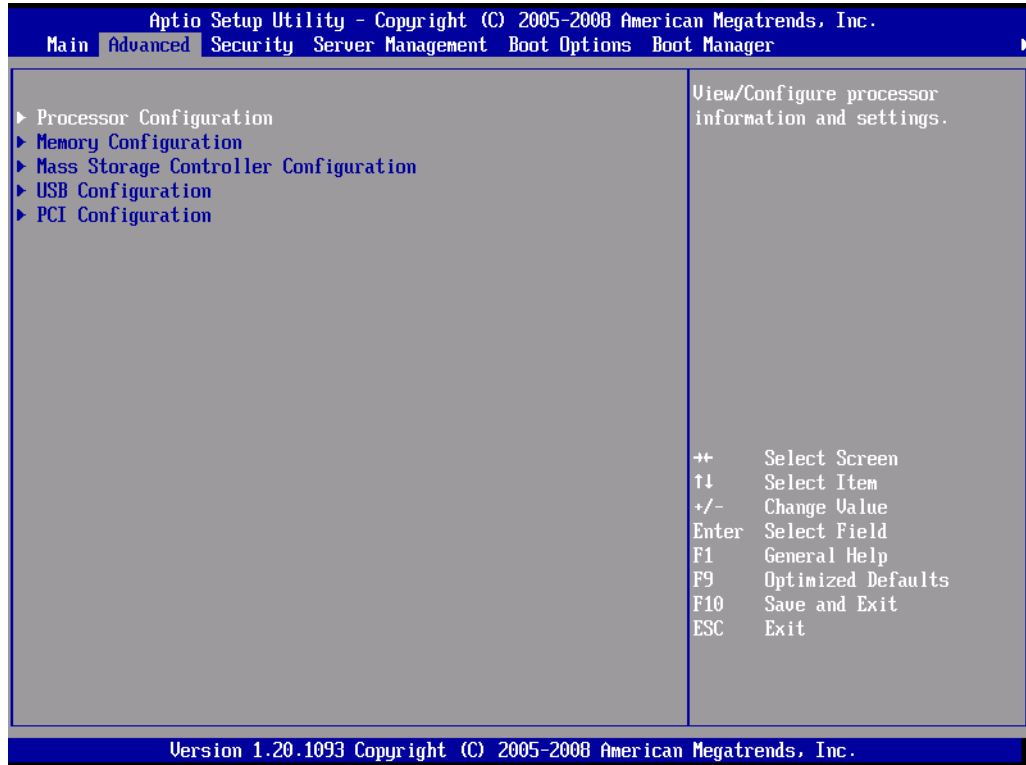 Aptio Setup Utility - Copyright (C) 2005-2008 American Megatrends, Inc.
Main Advanced Security Server Management Boot Options Boot Manager
Processor Configuration
Memory Configuration
Mass Storage Controller Configuration
USB Configuration
PCI Configuration
View/Configure processor
information and settings.
→← Select Screen
↑↓ Select Item
+/- Change Value
Enter Select Field
F1 General Help
F9 Optimized Defaults
F10 Save and Exit
ESC Exit
Version 1.20.1093 Copyright (C) 2005-2008 American Megatrends, Inc.